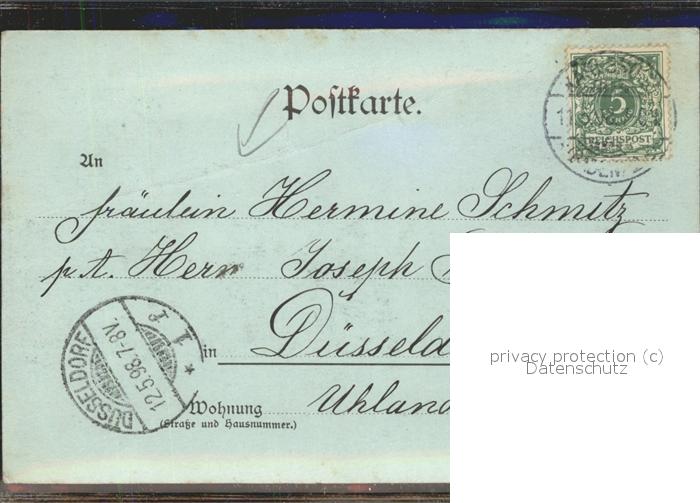 Postkarte.
5
REICHSPOST
An
fräulein Hermine Schmitz
p. A. Herrn Joseph
in Düsseld
Wohnung Uhland
(Straße und Hausnummer.)
DÜSSELDORF
12.5.98.7-8V.
privacy protection (c)
Datenschutz